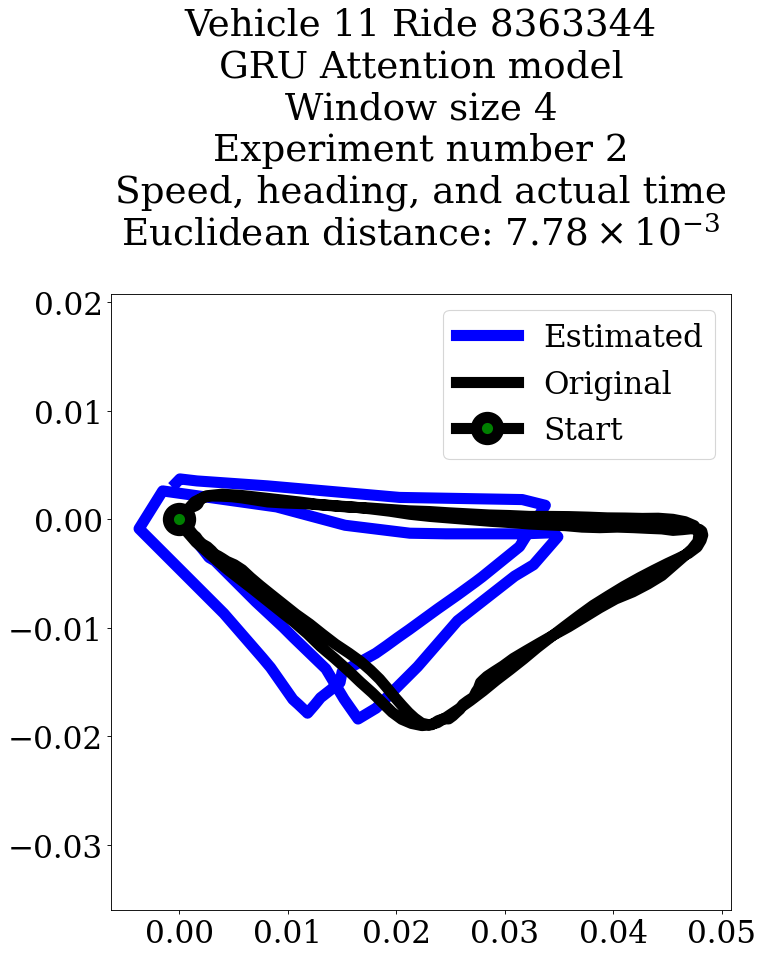 Vehicle 11 Ride 8363344
GRU Attention model
Window size 4
Experiment number 2
Speed, heading, and actual time
Euclidean distance: 7.78 × 10⁻³
Estimated
Original
Start
0.02
0.01
0.00
−0.01
−0.02
−0.03
0.00 0.01 0.02 0.03 0.04 0.05